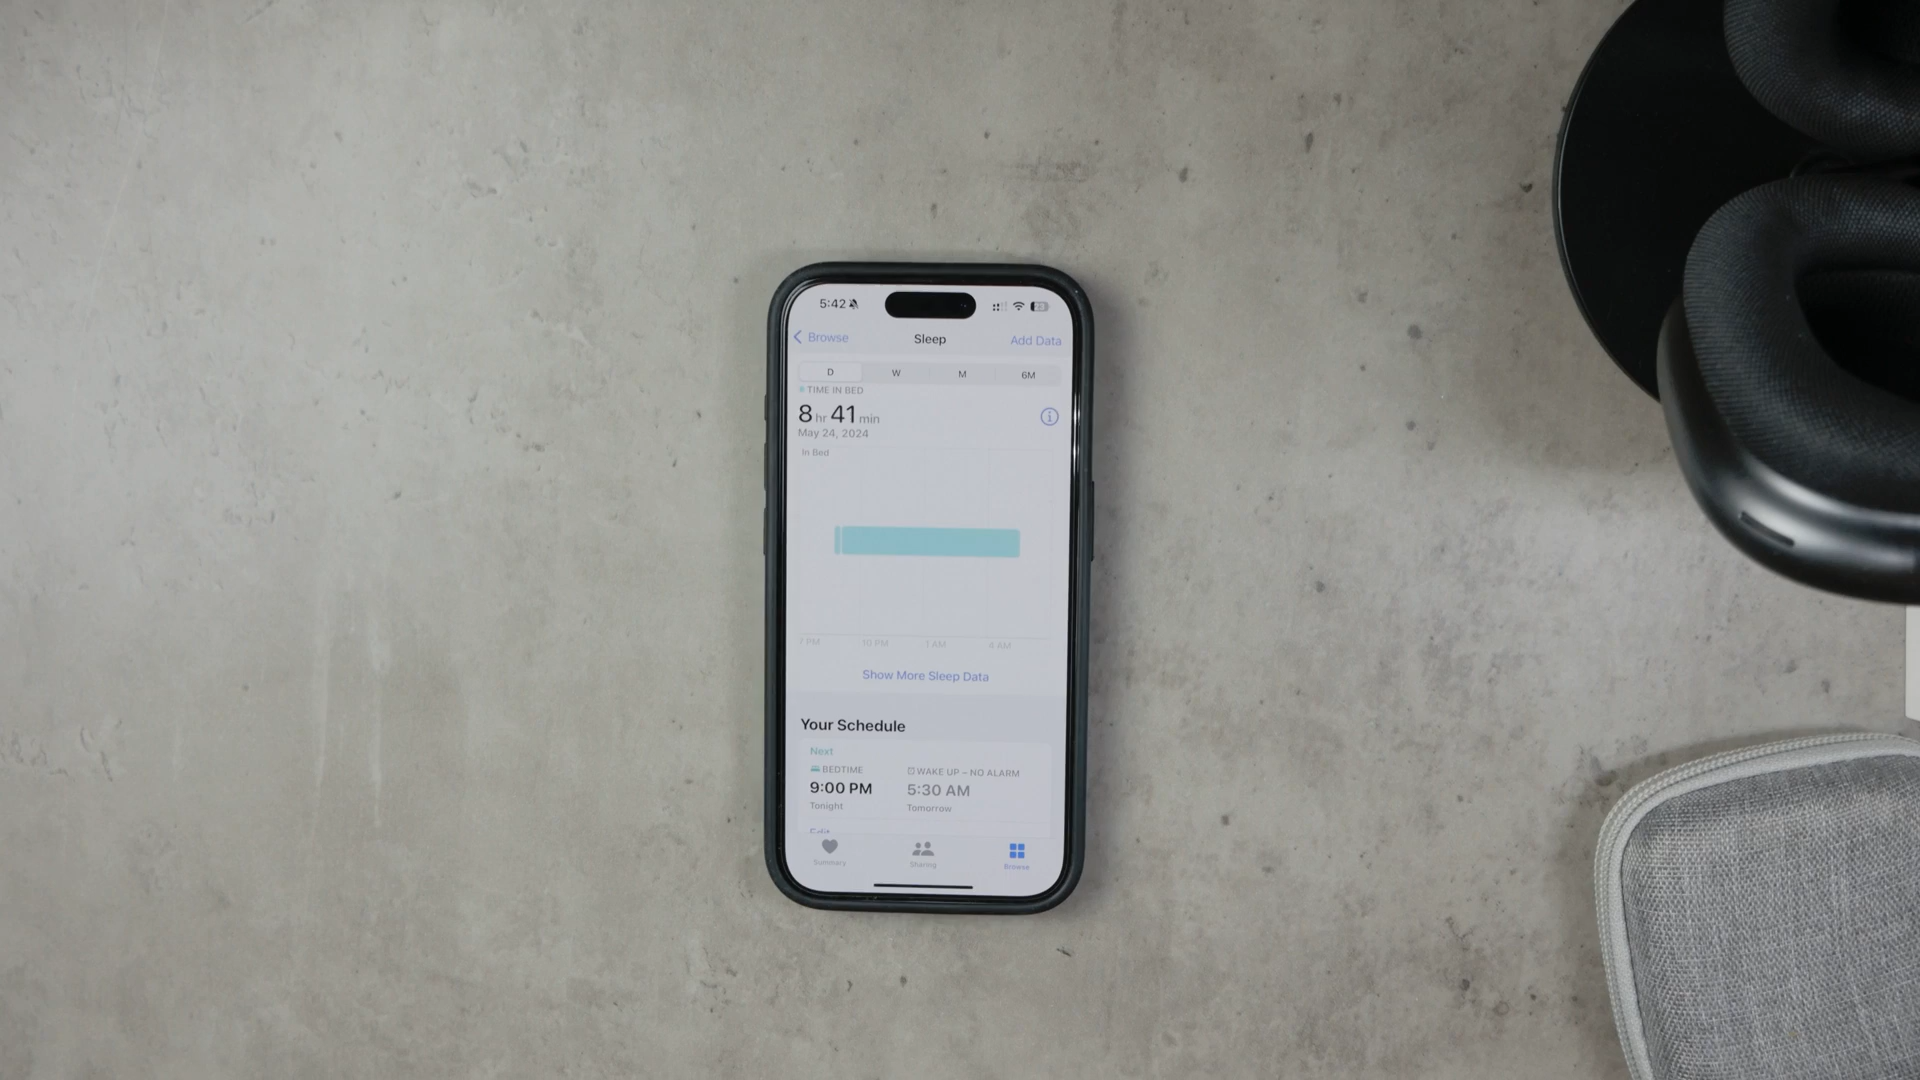 5:42
23
Browse
Sleep
Add Data
D
W
M
6M
TIME IN BED
8 hr 41 min
May 24, 2024
In Bed
7 PM
10 PM
1 AM
4 AM
Show More Sleep Data
Your Schedule
Next
BEDTIME
WAKE UP – NO ALARM
9:00 PM
5:30 AM
Tonight
Tomorrow
Edit
Summary
Sharing
Browse